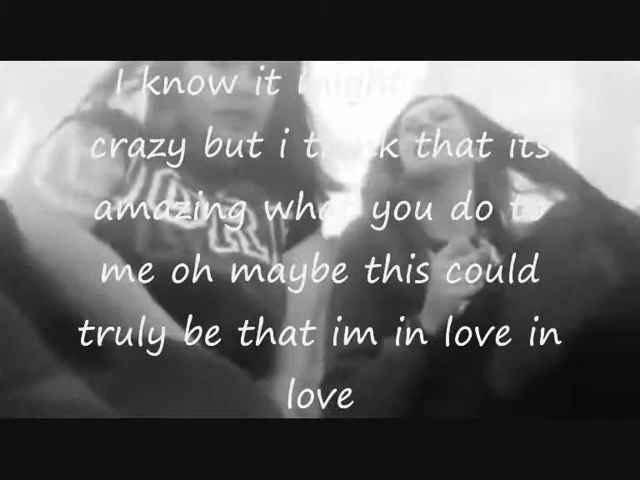 I know it might
crazy but i think that its
amazing what you do to
me oh maybe this could
truly be that im in love in
love